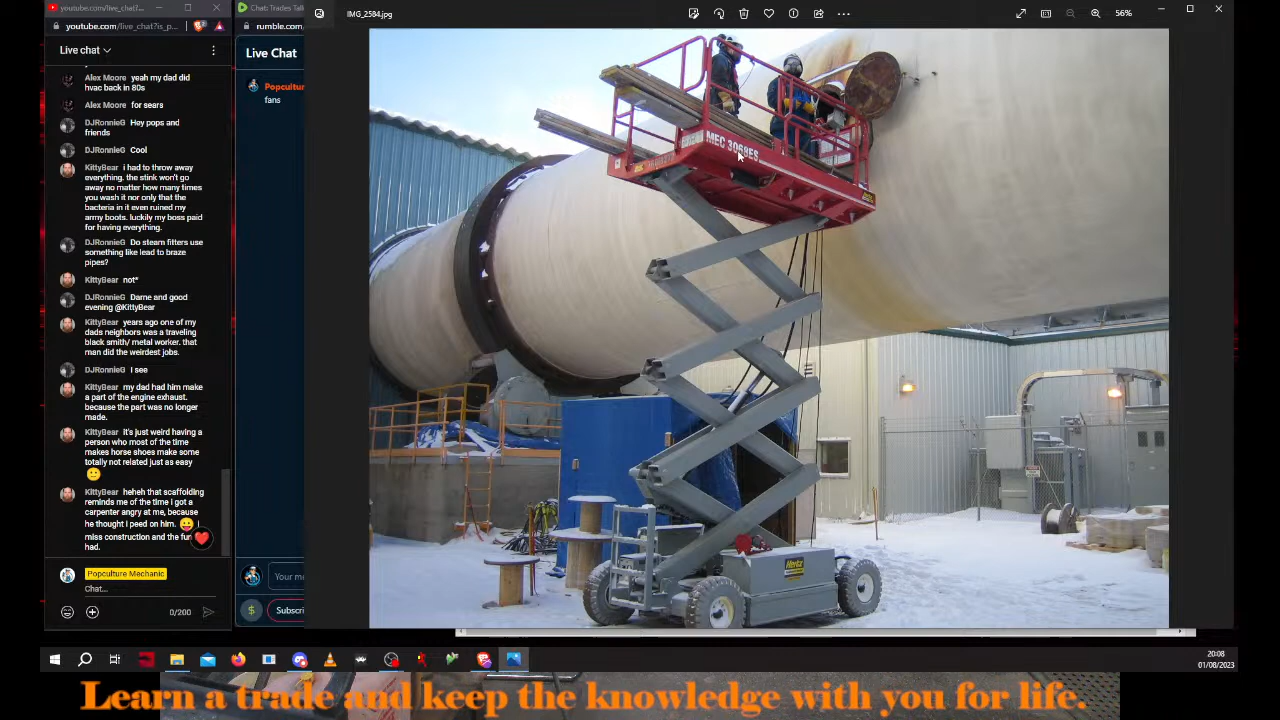 youtube.com/live_chat?is_p...
Live chat
Alex Moore yeah my dad did
hvac back in 80s
Alex Moore for sears
DJRonnieG Hey pops and
friends
DJRonnieG Cool
KittyBear i had to throw away
everything. the stink won't go
away no matter how many times
you wash it nor only that the
bacteria in it even ruined my
army boots. luckily my boss paid
for having everything.
DJRonnieG Do steam fitters use
something like lead to braze
pipes?
KittyBear not*
DJRonnieG Darne and good
evening @KittyBear
KittyBear years ago one of my
dads neighbors was a traveling
black smith/ metal worker. that
man did the weirdest jobs.
DJRonnieG I see
KittyBear my dad had him make
a part of the engine exhaust.
because the part was no longer
made.
KittyBear it's just weird having a
person who most of the time
makes horse shoes make some
totally not related just as easy
KittyBear heheh that scaffolding
reminds me of the time i got a
carpenter angry at me, because
he thought I peed on him. I
miss construction and the fun
had.
Popculture Mechanic
Chat...
0/200
Chat: Trades Talk
rumble.com
Live Chat
Popcultur
fans
Your me
$ Subscri
IMG_2584.jpg
56%
MEC 3068ES
Hertz
20:08
01/08/2023
Learn a trade and keep the knowledge with you for life.